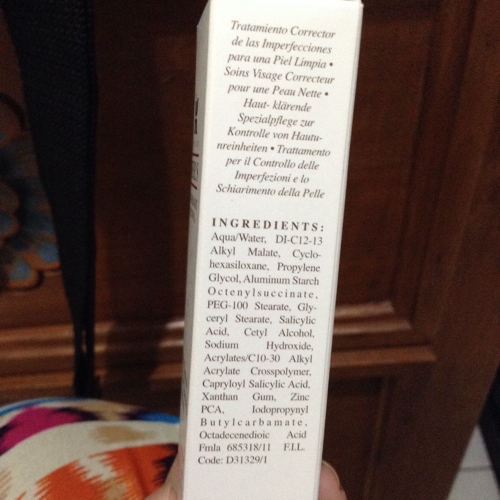 Tratamiento Corrector
de las Imperfecciones
para una Piel Limpia •
Soins Visage Correcteur
pour une Peau Nette •
Haut- klärende
Spezialpflege zur
Kontrolle von Hautu-
nreinheiten • Trattamento
per il Controllo delle
Imperfezioni e lo
Schiarimento della Pelle
INGREDIENTS:
Aqua/Water, DI-C12-13
Alkyl Malate, Cyclo-
hexasiloxane, Propylene
Glycol, Aluminum Starch
Octenylsuccinate,
PEG-100 Stearate, Gly-
ceryl Stearate, Salicylic
Acid, Cetyl Alcohol,
Sodium Hydroxide,
Acrylates/C10-30 Alkyl
Acrylate Crosspolymer,
Capryloyl Salicylic Acid,
Xanthan Gum, Zinc
PCA, Iodopropynyl
Butylcarbamate,
Octadecenedioic Acid
Fmla 685318/11 F.I.L.
Code: D31329/1